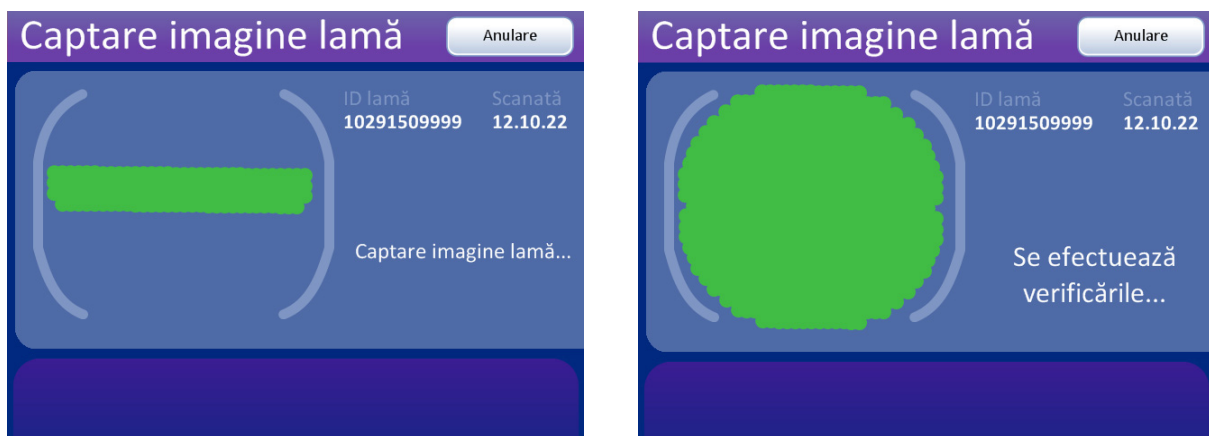 Captare imagine lamă
Anulare
ID lamă
Scanată
10291509999
12.10.22
Captare imagine lamă...
Captare imagine lamă
Anulare
ID lamă
Scanată
10291509999
12.10.22
Se efectuează
verificările...